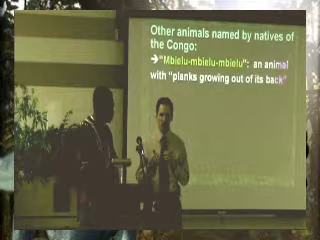 Other animals named by natives of
the Congo:
➔"Mbielu-mbielu-mbielu": an animal
with "planks growing out of its back"